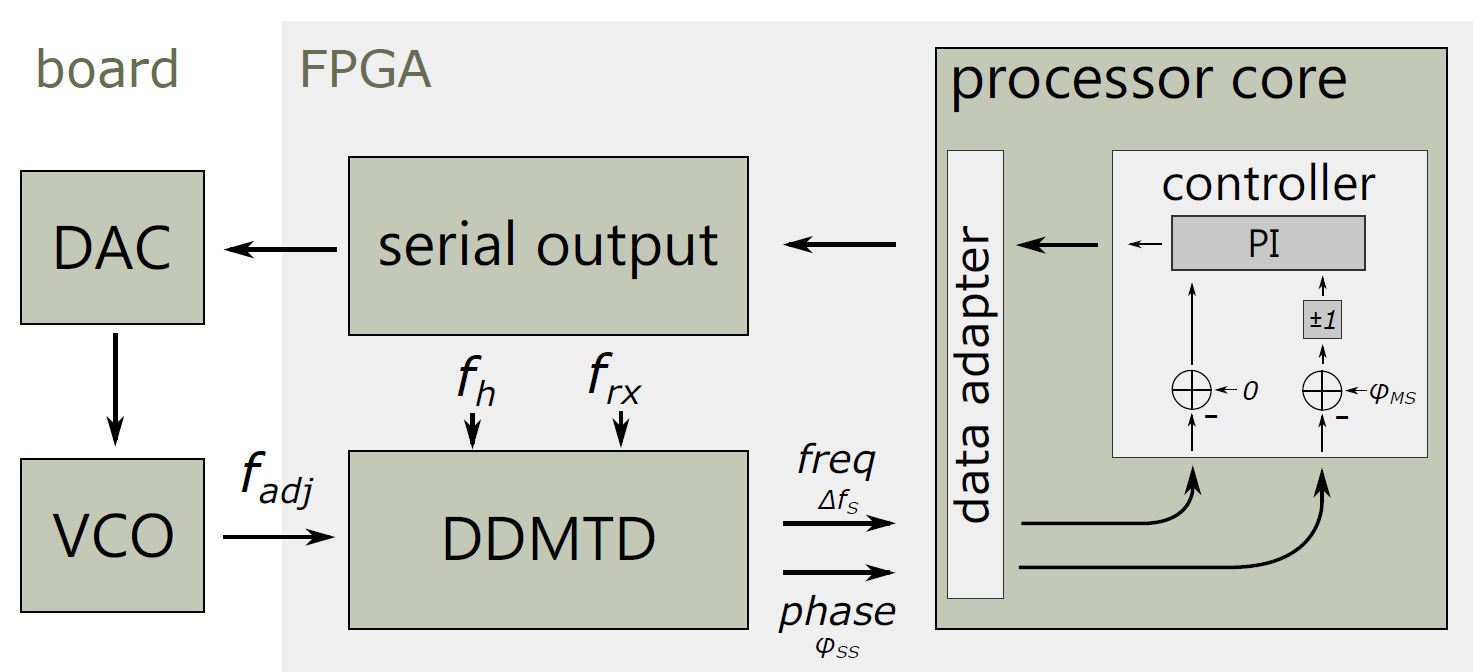 board
FPGA
processor core
DAC
serial output
data adapter
controller
PI
±1
0
φMS
−
−
fh
frx
fadj
VCO
DDMTD
freq
ΔfS
phase
φSS